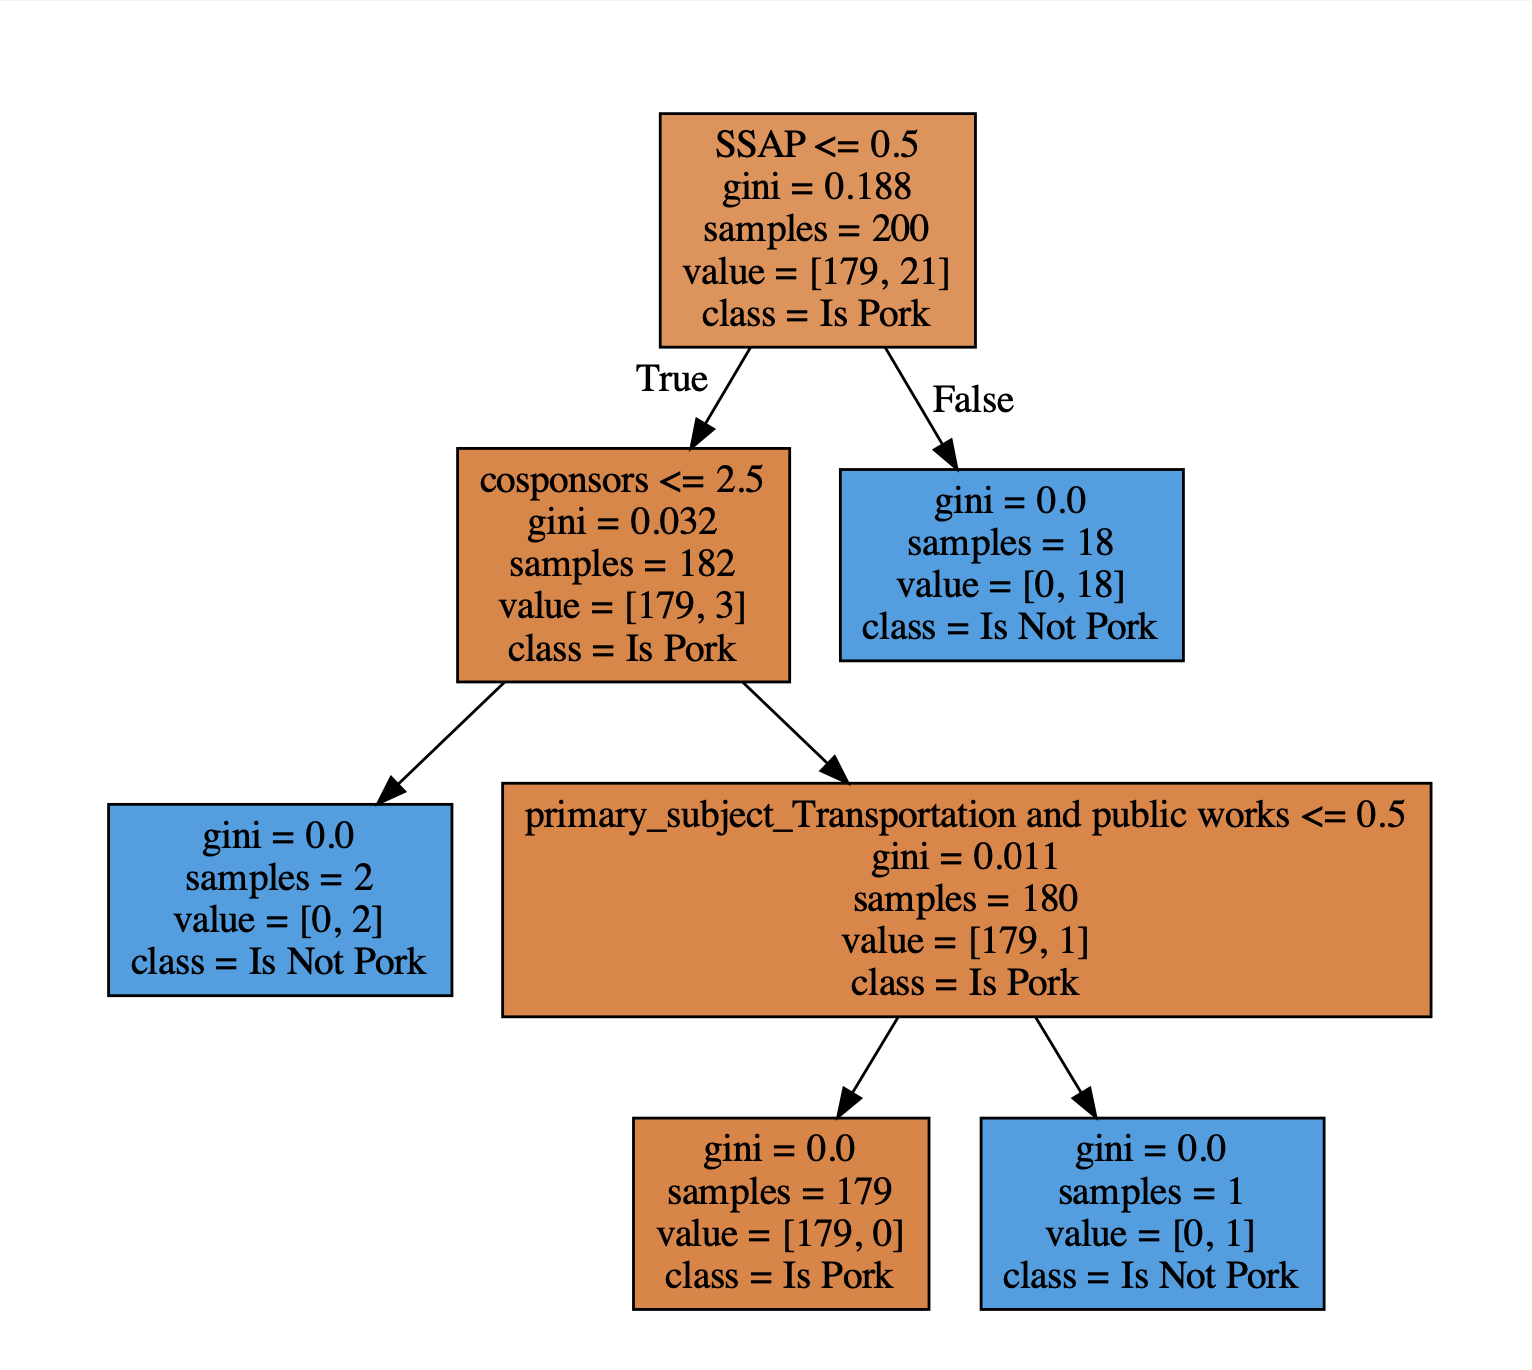 SSAP <= 0.5
gini = 0.188
samples = 200
value = [179, 21]
class = Is Pork
True
False
cosponsors <= 2.5
gini = 0.032
samples = 182
value = [179, 3]
class = Is Pork
gini = 0.0
samples = 18
value = [0, 18]
class = Is Not Pork
gini = 0.0
samples = 2
value = [0, 2]
class = Is Not Pork
primary_subject_Transportation and public works <= 0.5
gini = 0.011
samples = 180
value = [179, 1]
class = Is Pork
gini = 0.0
samples = 179
value = [179, 0]
class = Is Pork
gini = 0.0
samples = 1
value = [0, 1]
class = Is Not Pork